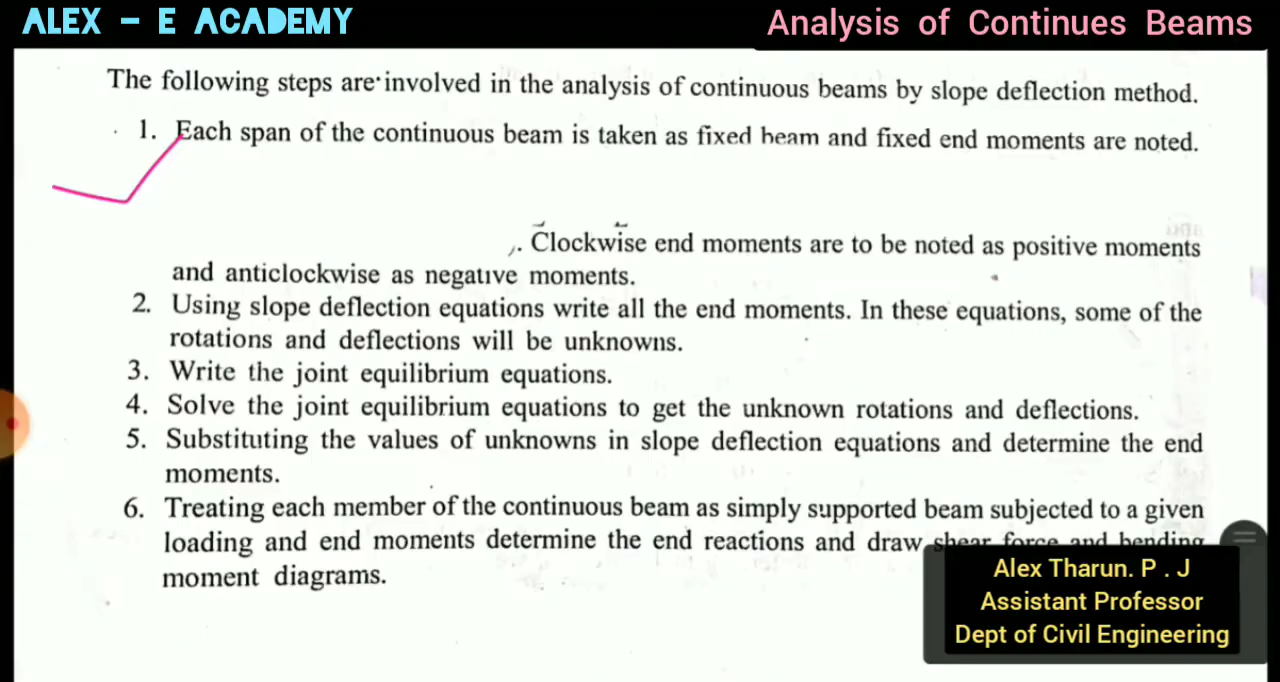 ALEX – E ACADEMY
Analysis of Continues Beams
The following steps are involved in the analysis of continuous beams by slope deflection method.
1. Each span of the continuous beam is taken as fixed beam and fixed end moments are noted.
. Clockwise end moments are to be noted as positive moments
and anticlockwise as negative moments.
2. Using slope deflection equations write all the end moments. In these equations, some of the
rotations and deflections will be unknowns.
3. Write the joint equilibrium equations.
4. Solve the joint equilibrium equations to get the unknown rotations and deflections.
5. Substituting the values of unknowns in slope deflection equations and determine the end
moments.
6. Treating each member of the continuous beam as simply supported beam subjected to a given
loading and end moments determine the end reactions and draw shear force and bending
moment diagrams.
Alex Tharun. P . J
Assistant Professor
Dept of Civil Engineering